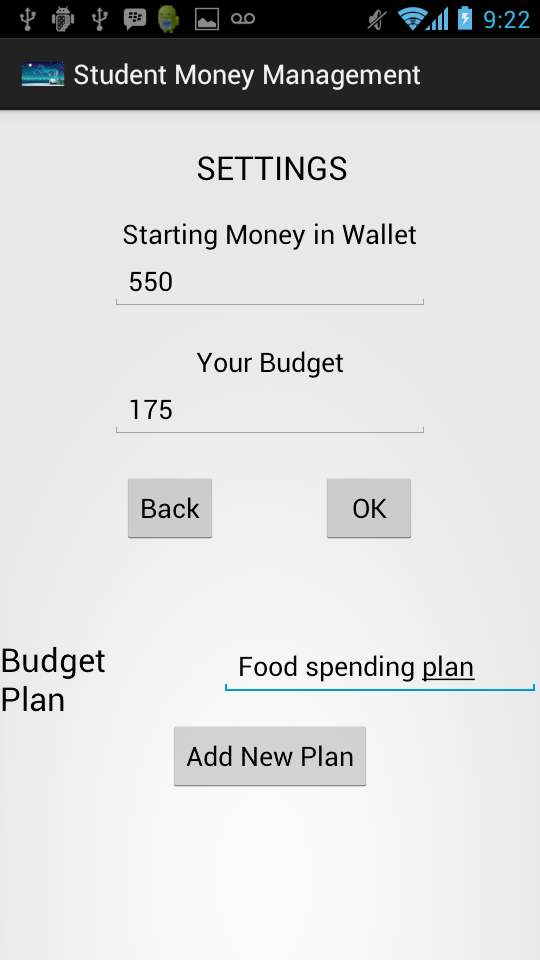 9:22
Student Money Management
SETTINGS
Starting Money in Wallet
550
Your Budget
175
Back
OK
Budget
Plan
Food spending plan
Add New Plan